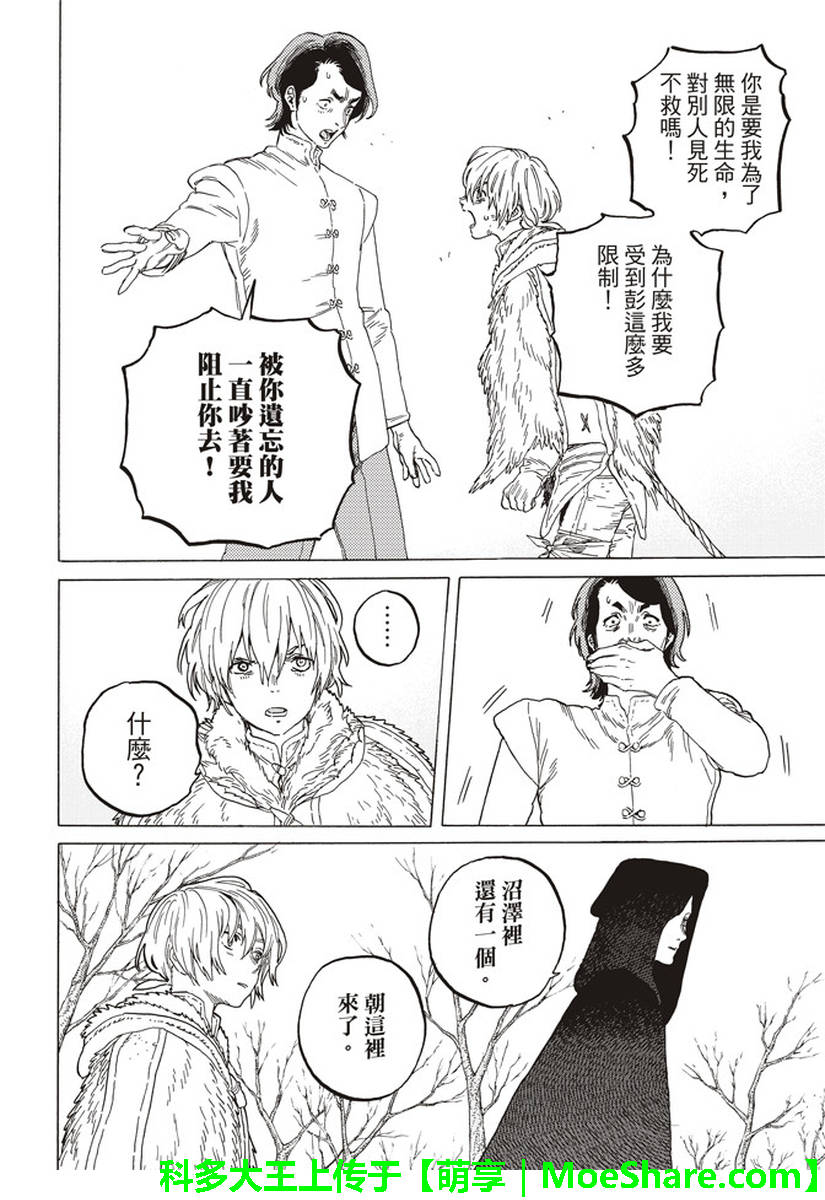 你是要我為了
無限的生命，
對別人見死
不救嗎！
為什麼我要
受到彭這麼多
限制！
被你遺忘的人
一直吵著要我
阻止你去！
……
什麼？
沼澤裡
還有一個。
朝這裡
來了。
科多大王上传于【萌享| MoeShare.com】